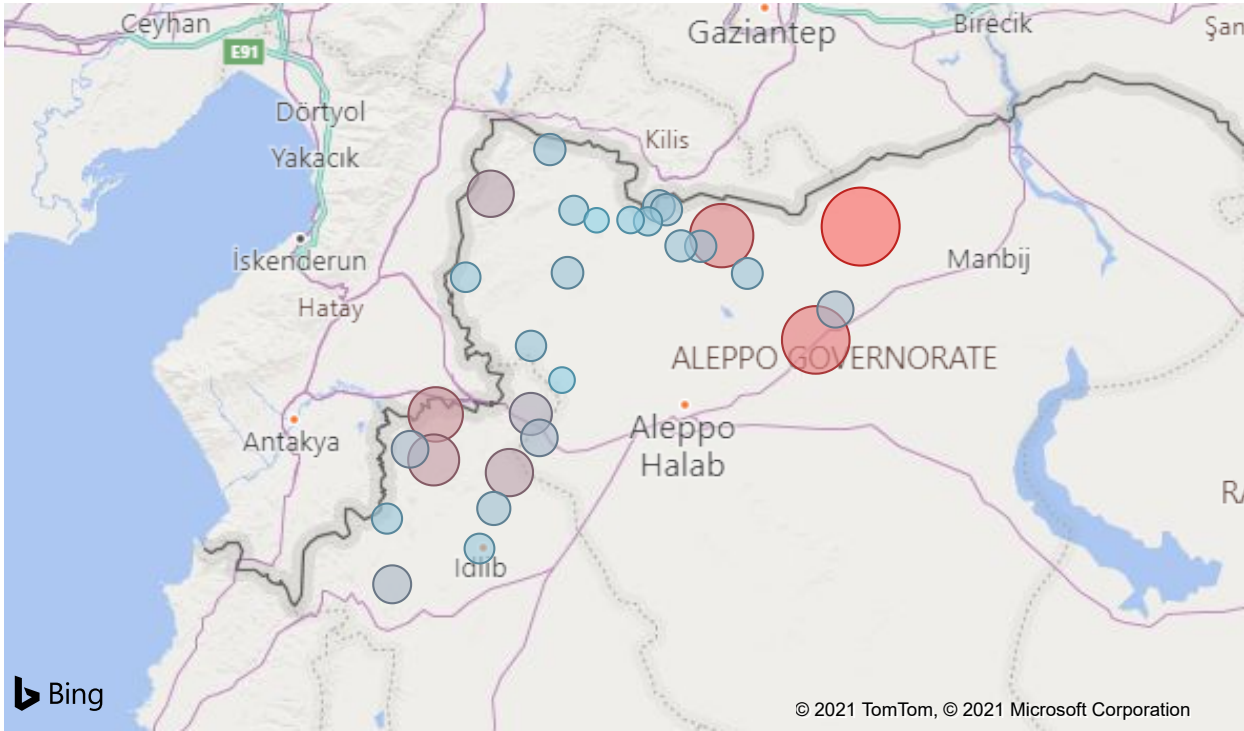 Ceyhan
Gaziantep
Birecik
Şan
E91
Dörtyol
Kilis
Yakacık
İskenderun
Manbij
Hatay
ALEPPO GOVERNORATE
Antakya
Aleppo
Halab
RA
Idlib
Bing
© 2021 TomTom, © 2021 Microsoft Corporation